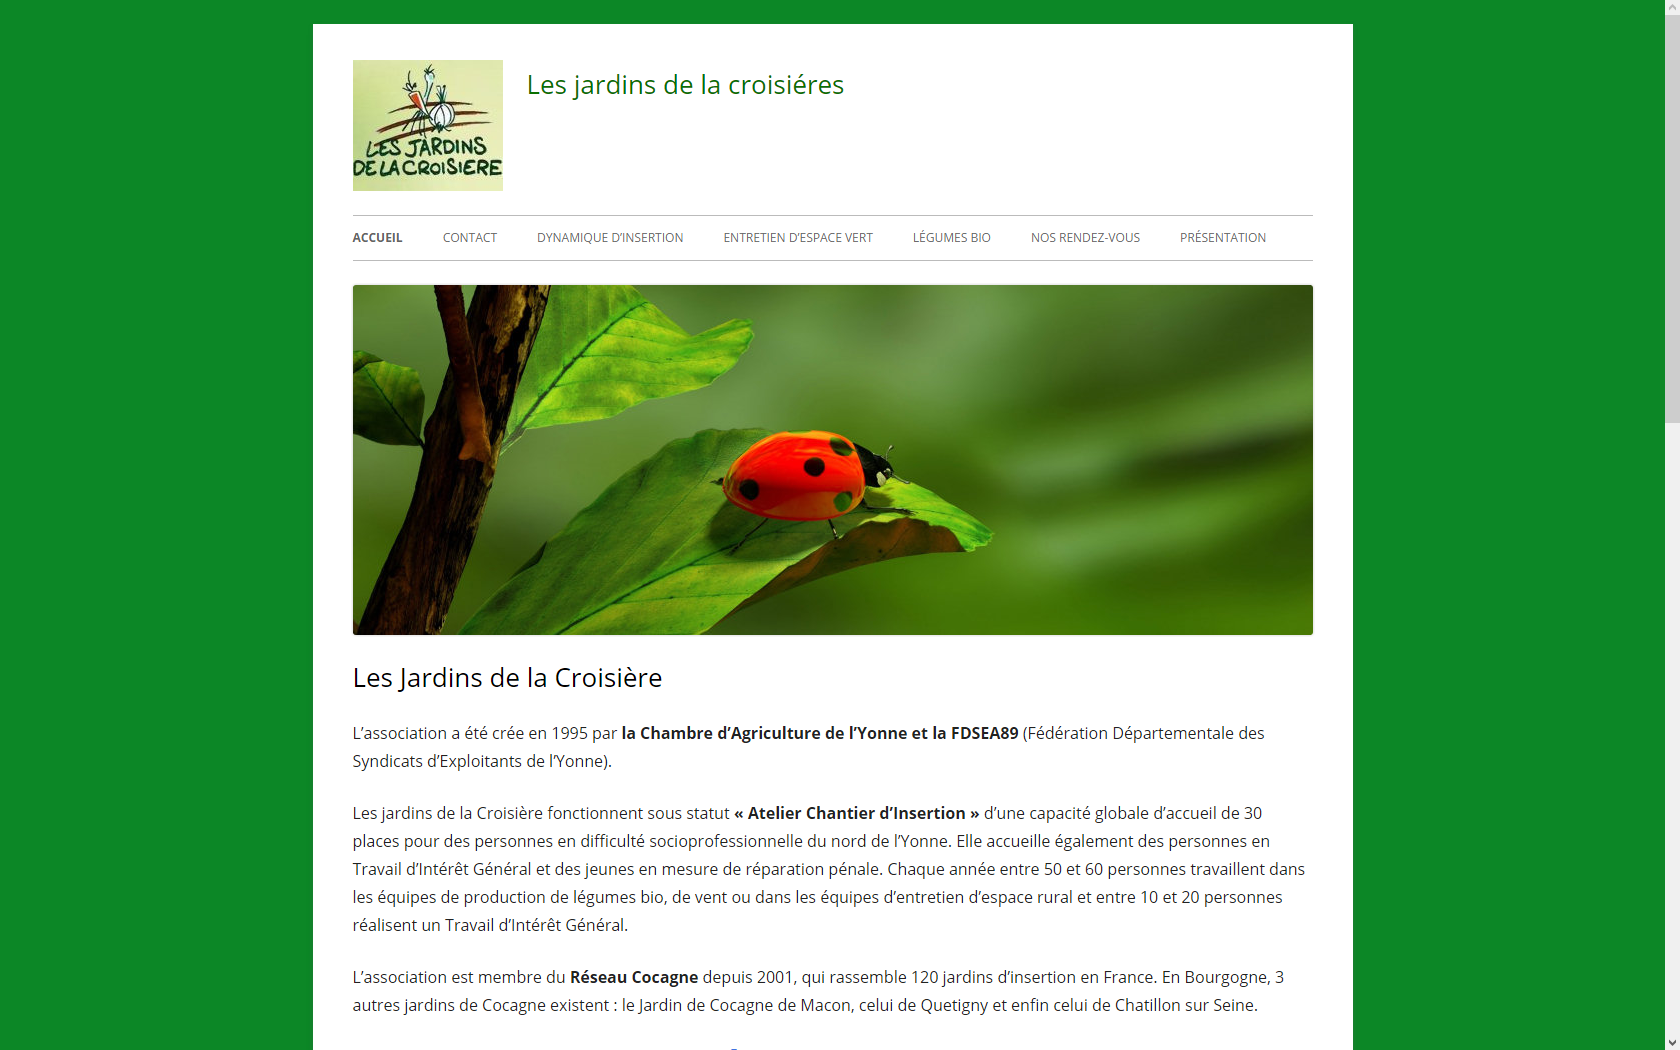 LES JARDINS
DE LA CROISIERE
Les jardins de la croisiéres
ACCUEIL
CONTACT
DYNAMIQUE D’INSERTION
ENTRETIEN D’ESPACE VERT
LÉGUMES BIO
NOS RENDEZ-VOUS
PRÉSENTATION
Les Jardins de la Croisière
L’association a été crée en 1995 par la Chambre d’Agriculture de l’Yonne et la FDSEA89 (Fédération Départementale des
Syndicats d’Exploitants de l’Yonne).
Les jardins de la Croisière fonctionnent sous statut « Atelier Chantier d’Insertion » d’une capacité globale d’accueil de 30
places pour des personnes en difficulté socioprofessionnelle du nord de l’Yonne. Elle accueille également des personnes en
Travail d’Intérêt Général et des jeunes en mesure de réparation pénale. Chaque année entre 50 et 60 personnes travaillent dans
les équipes de production de légumes bio, de vent ou dans les équipes d’entretien d’espace rural et entre 10 et 20 personnes
réalisent un Travail d’Intérêt Général.
L’association est membre du Réseau Cocagne depuis 2001, qui rassemble 120 jardins d’insertion en France. En Bourgogne, 3
autres jardins de Cocagne existent : le Jardin de Cocagne de Macon, celui de Quetigny et enfin celui de Chatillon sur Seine.